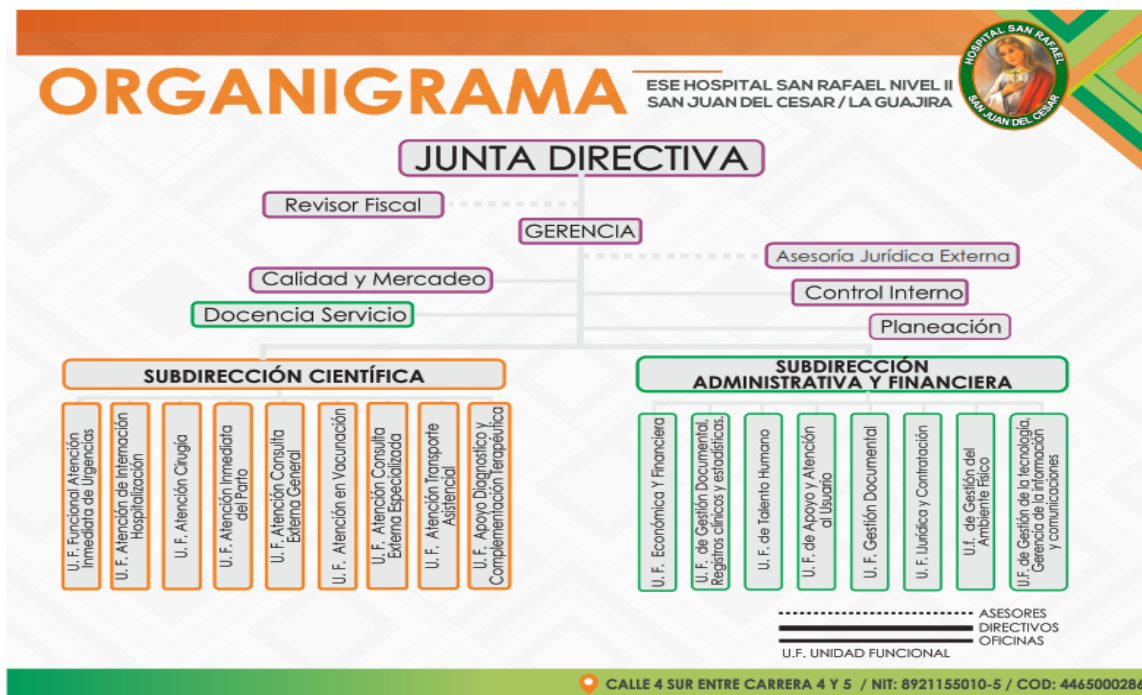 ORGANIGRAMA
ESE HOSPITAL SAN RAFAEL NIVEL II
SAN JUAN DEL CESAR / LA GUAJIRA
HOSPITAL SAN RAFAEL
SAN JUAN DEL CESAR
JUNTA DIRECTIVA
Revisor Fiscal
GERENCIA
Asesoría Jurídica Externa
Calidad y Mercadeo
Control Interno
Docencia Servicio
Planeación
SUBDIRECCIÓN CIENTÍFICA
U. F. Funcional Atención
Inmediata de Urgencias
U. F. Atención de Internación
Hospitalización
U. F. Atención Cirugía
U. F. Atención Inmediata
del Parto
U. F. Atención Consulta
Externa General
U. F. Atención en Vacunación
U. F. Atención Consulta
Externa Especializada
U. F. Atención Transporte
Asistencial
U. F. Apoyo Diagnostico y
Complementación Terapéutica
SUBDIRECCIÓN
ADMINISTRATIVA Y FINANCIERA
U. F. Económica Y Financiera
U. F. de Gestión Documental,
Registros clínicos y estadísticas.
U. F. de Talento Humano
U. F. de Apoyo y Atención
al Usuario
U. F. Gestión Documental
U. F. IJurídica y Contratación
U.f. de Gestión del
Ambiente Físico
U.F. de Gestión de la tecnología,
Gerencia de la información
y comunicaciones
ASESORES
DIRECTIVOS
OFICINAS
U.F. UNIDAD FUNCIONAL
CALLE 4 SUR ENTRE CARRERA 4 Y 5 / NIT: 8921155010-5 / COD: 4465000286